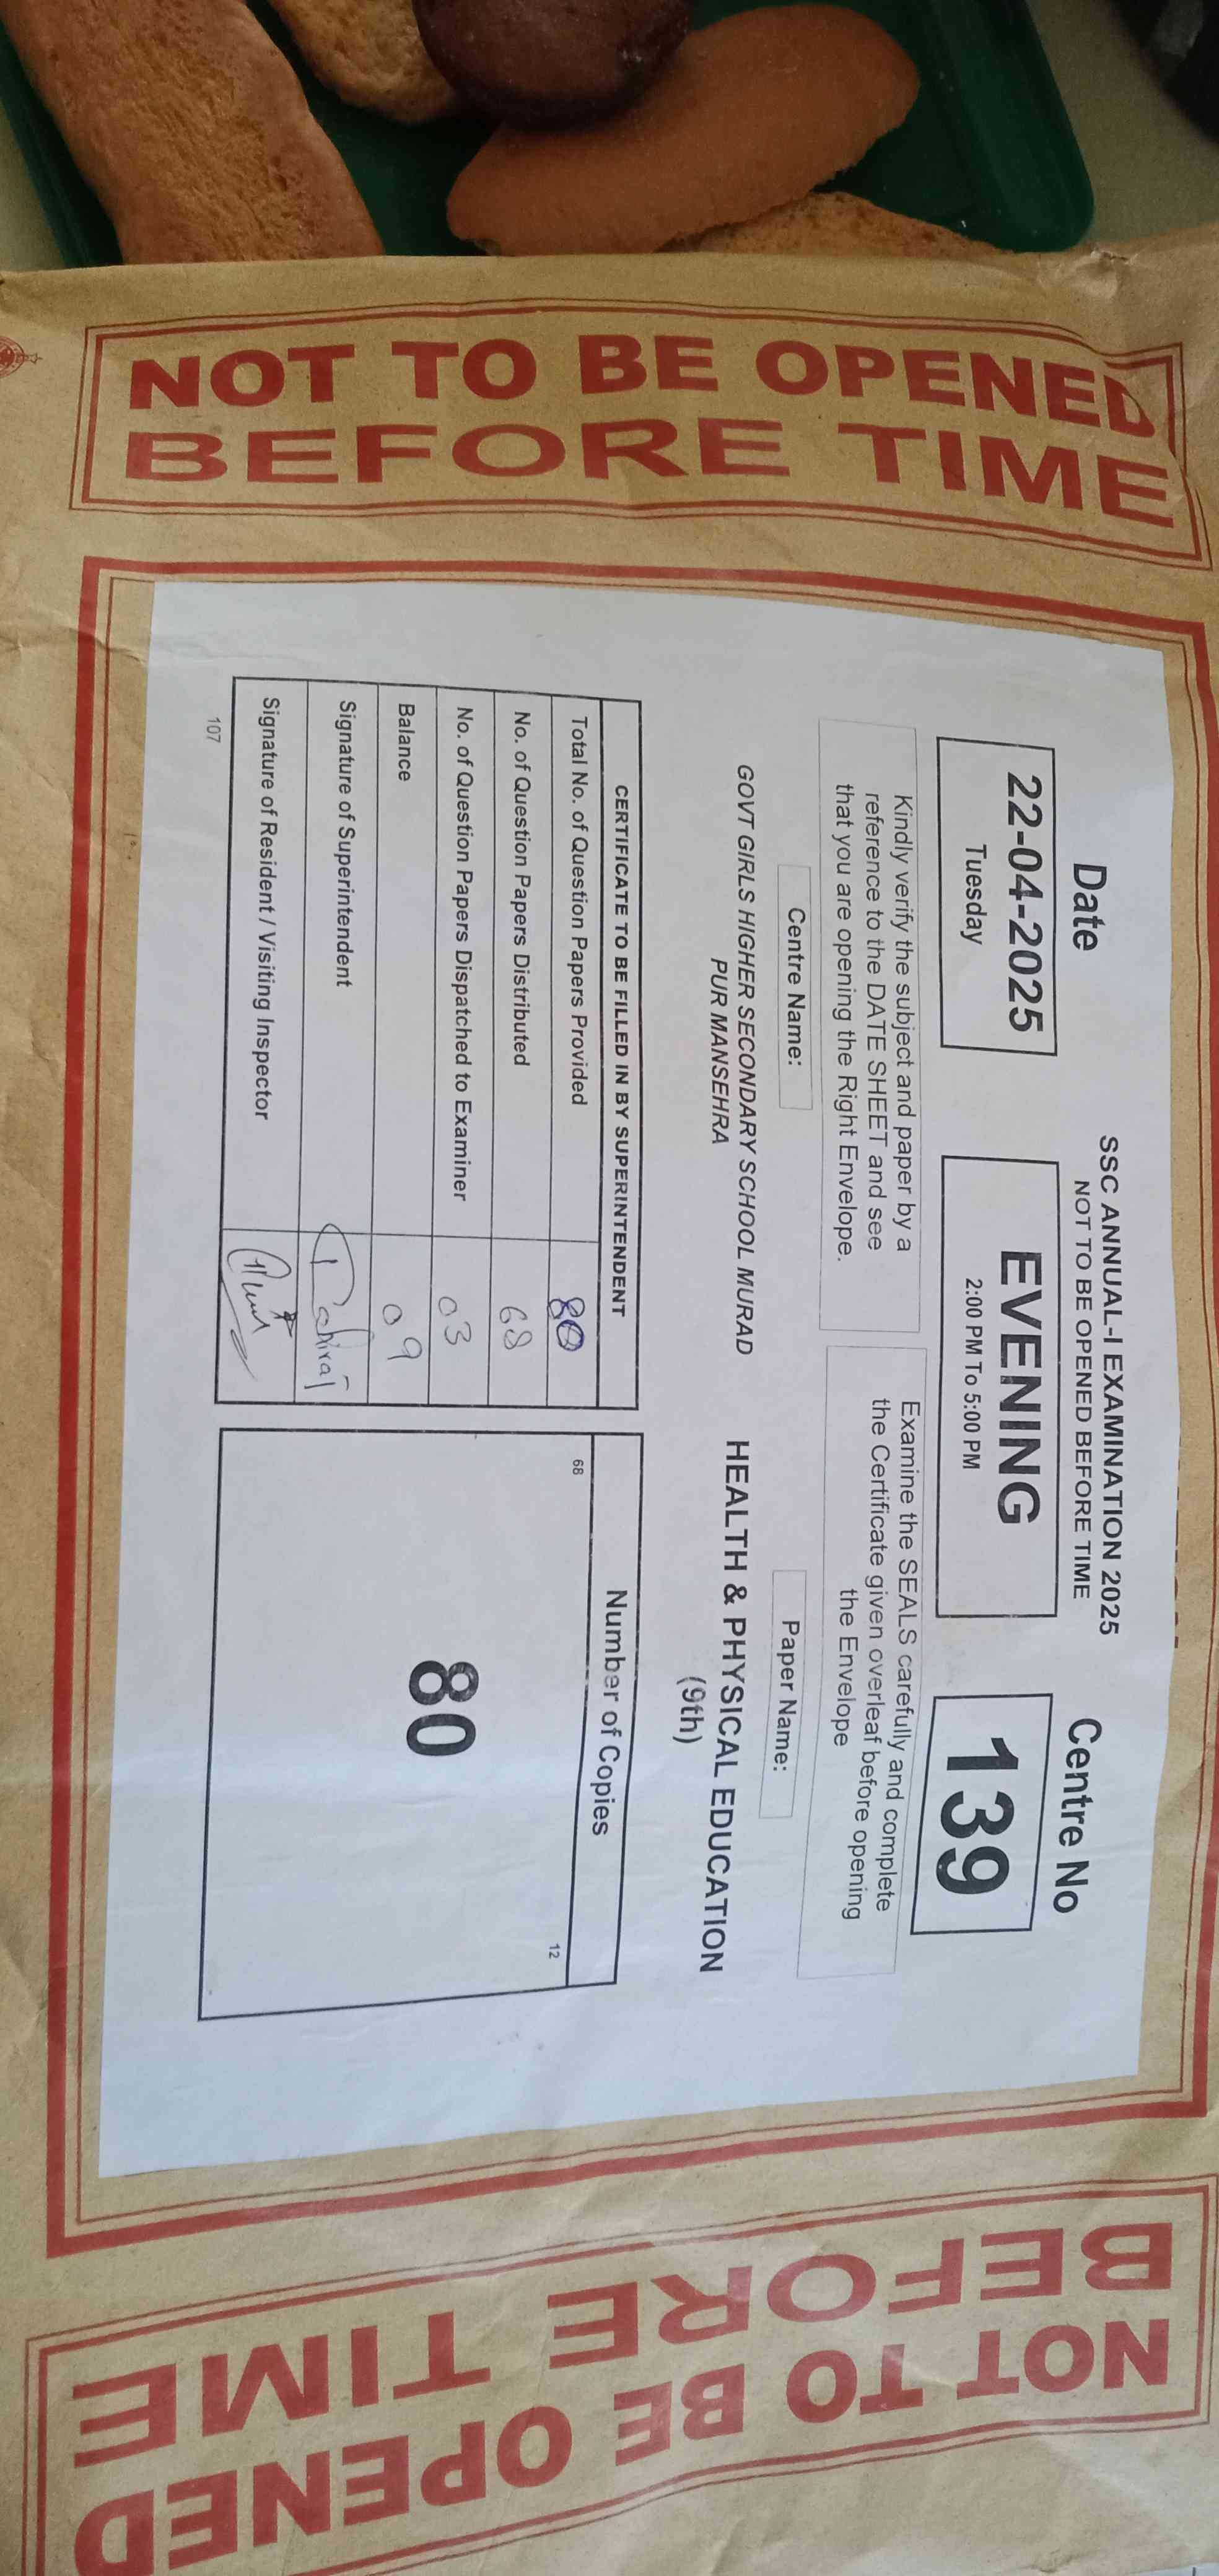 NOT TO BE OPENED
BEFORE TIME
SSC ANNUAL-I EXAMINATION 2025
NOT TO BE OPENED BEFORE TIME
Date
22-04-2025
Tuesday
EVENING
2:00 PM To 5:00 PM
Centre No
139
Kindly verify the subject and paper by a
reference to the DATE SHEET and see
that you are opening the Right Envelope.
Examine the SEALS carefully and complete
the Certificate given overleaf before opening
the Envelope
Centre Name:
GOVT GIRLS HIGHER SECONDARY SCHOOL MURAD
PUR MANSEHRA
Paper Name:
HEALTH & PHYSICAL EDUCATION
(9th)
CERTIFICATE TO BE FILLED IN BY SUPERINTENDENT
Total No. of Question Papers Provided 80
No. of Question Papers Distributed 68
No. of Question Papers Dispatched to Examiner 03
Balance 09
Signature of Superintendent
Signature of Resident / Visiting Inspector
107
Number of Copies
68 12
80
NOT TO BE OPENED
BEFORE TIME